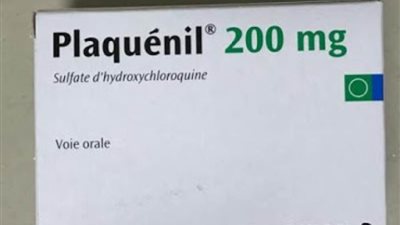 Plaquénil® 200 mg
Sulfate d'hydroxychloroquine
Voie orale